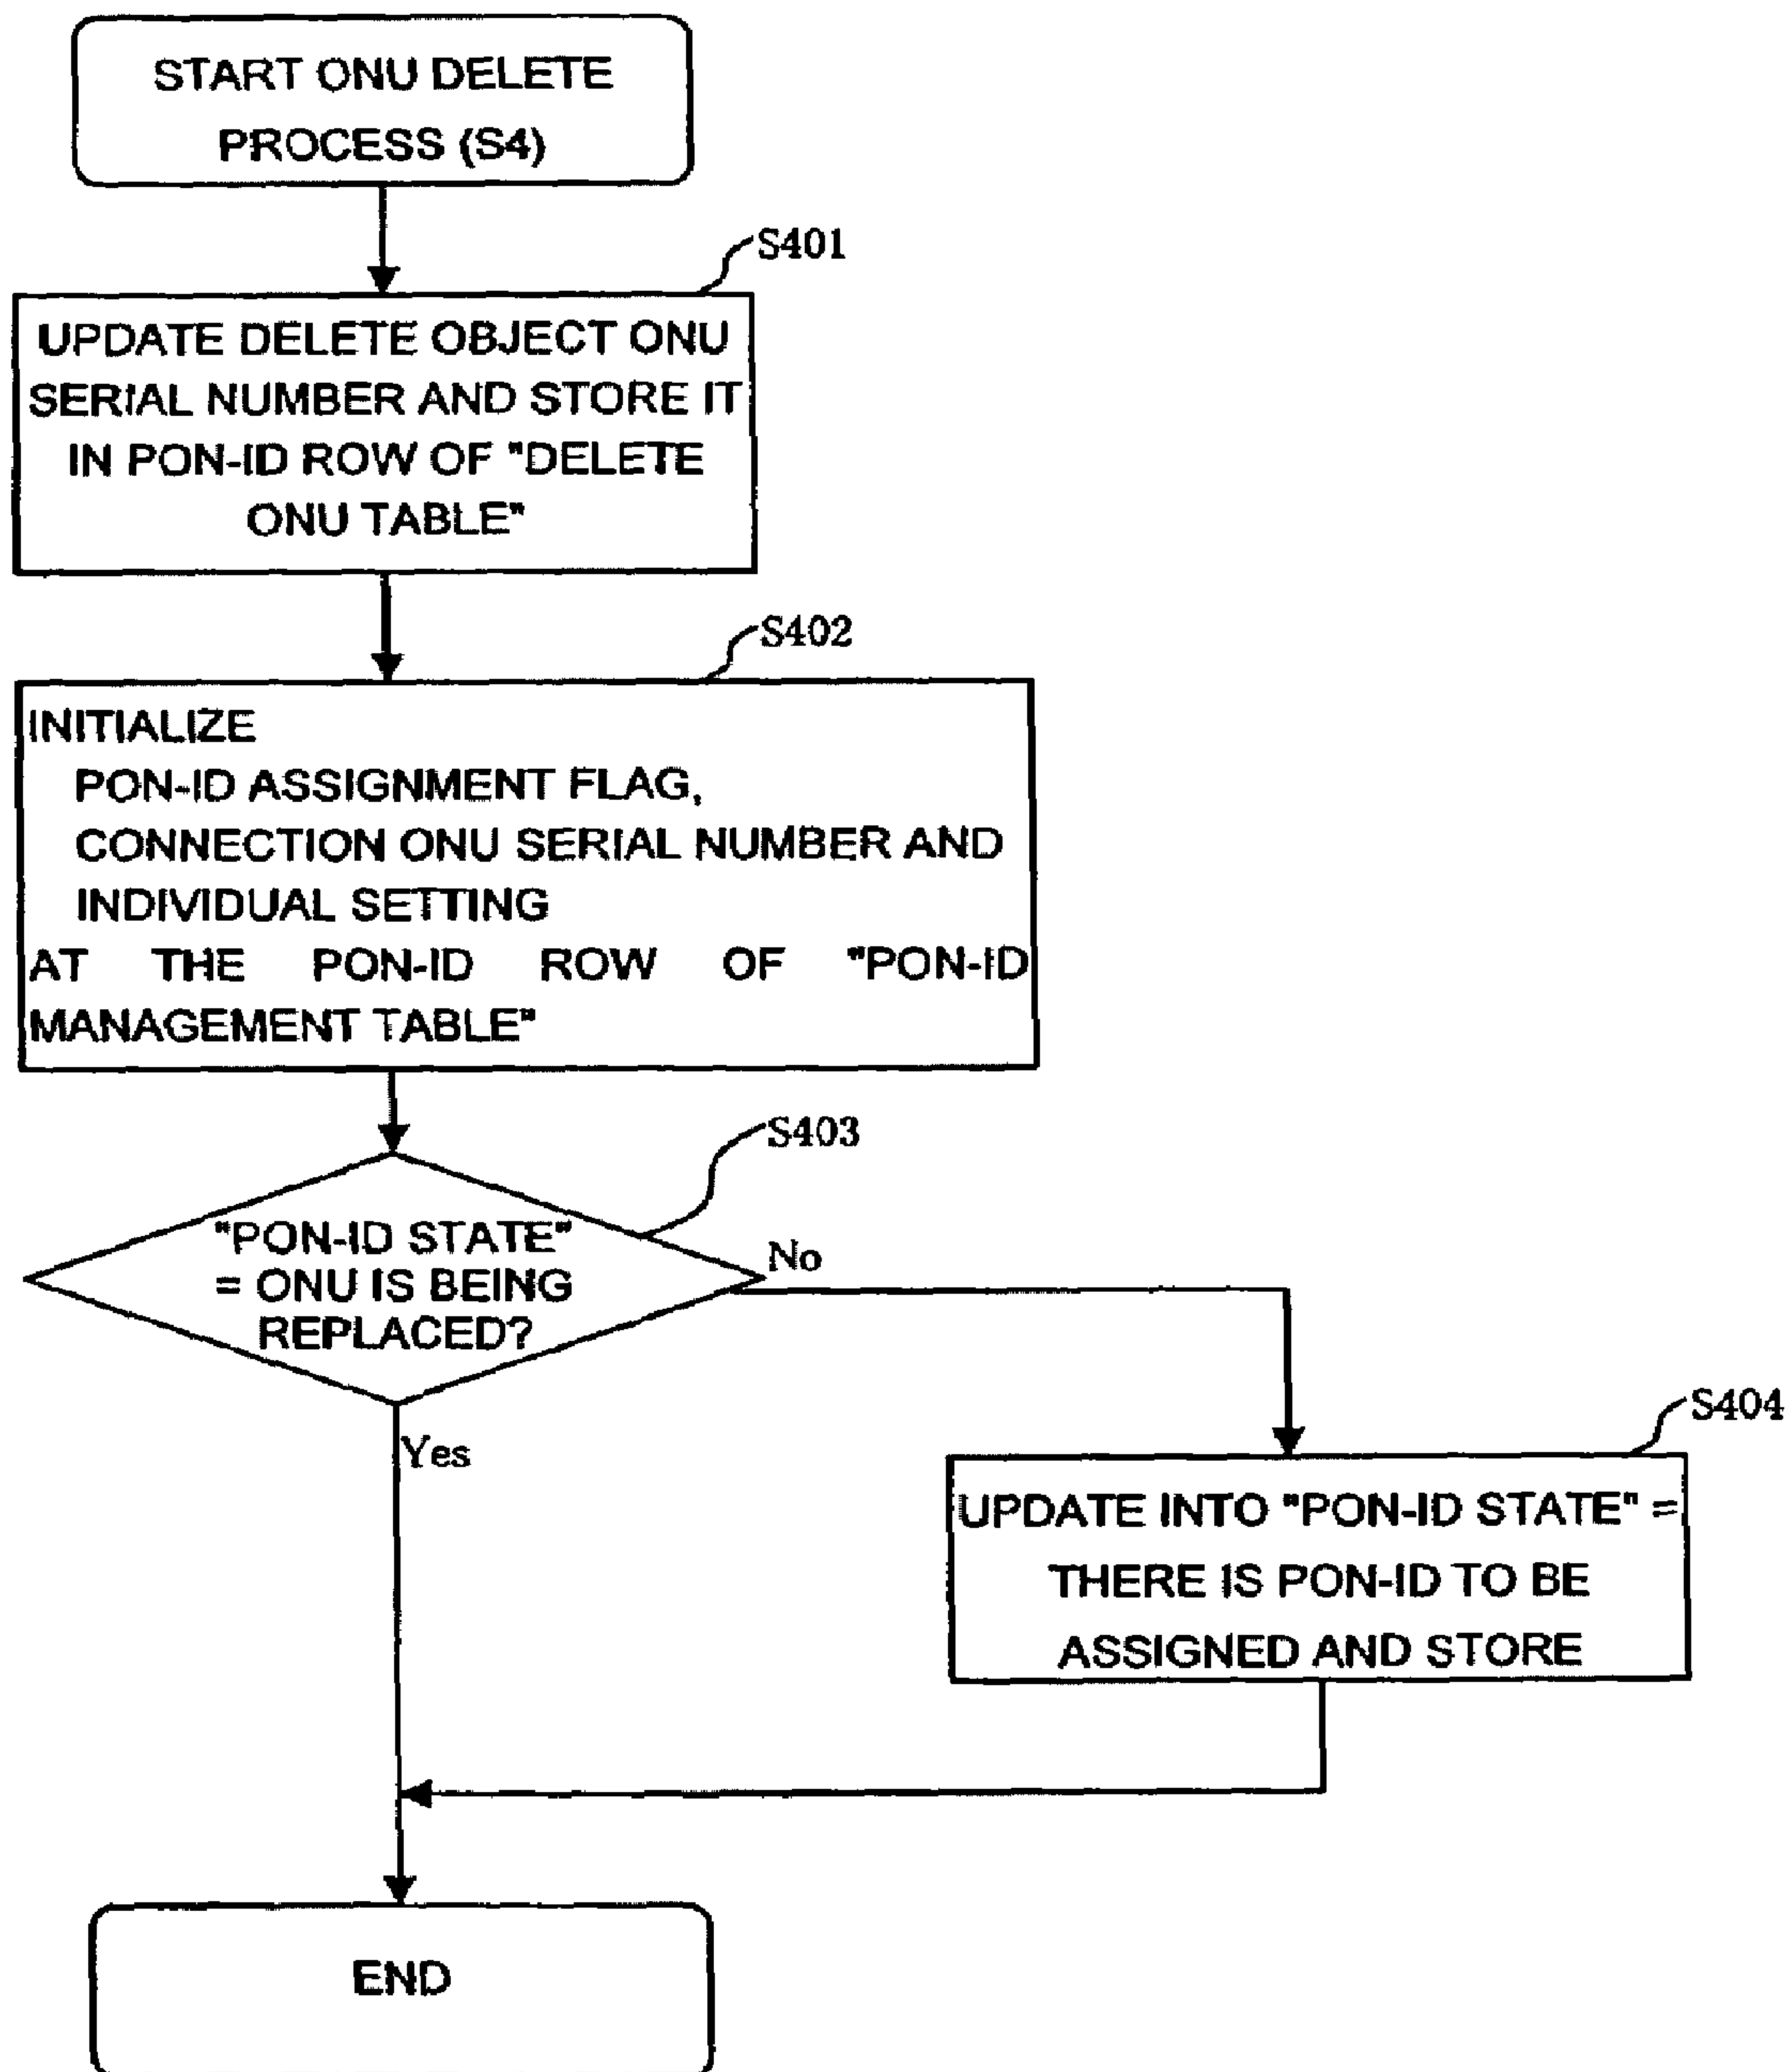 START ONU DELETE
PROCESS (S4)
S401
UPDATE DELETE OBJECT ONU
SERIAL NUMBER AND STORE IT
IN PON-ID ROW OF "DELETE
ONU TABLE"
S402
INITIALIZE
PON-ID ASSIGNMENT FLAG,
CONNECTION ONU SERIAL NUMBER AND
INDIVIDUAL SETTING
AT THE PON-ID ROW OF "PON-ID
MANAGEMENT TABLE"
S403
"PON-ID STATE"
= ONU IS BEING
REPLACED?
No
Yes
S404
UPDATE INTO "PON-ID STATE" =
THERE IS PON-ID TO BE
ASSIGNED AND STORE
END